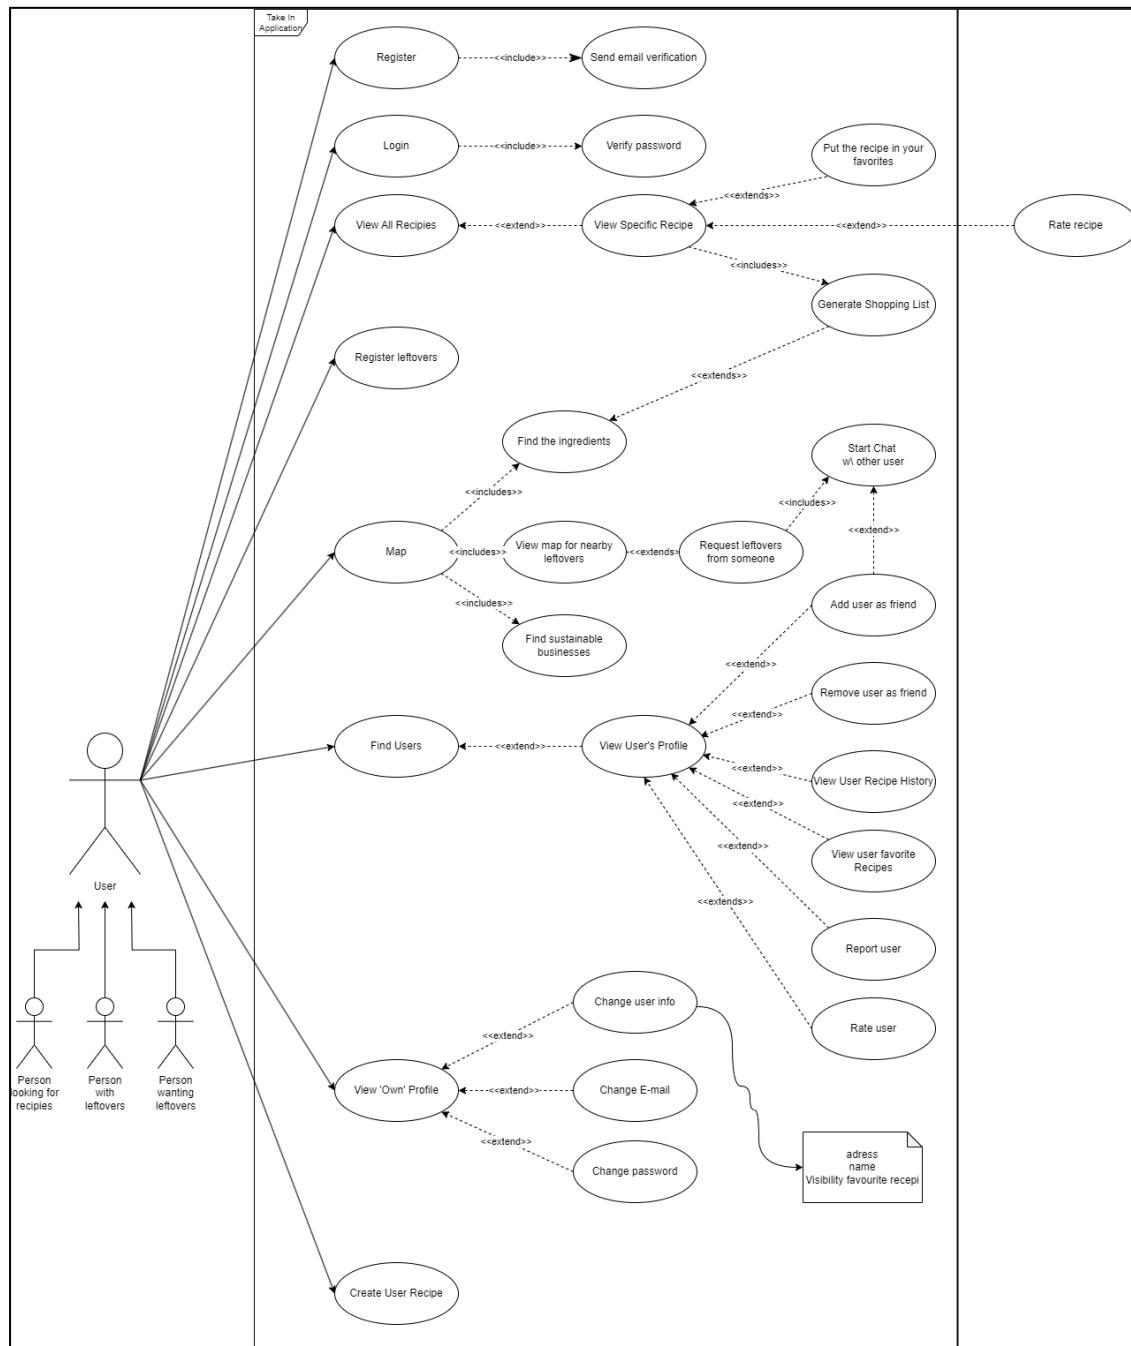 Take In
Application
Register
<<include>>
Send email verification
Login
<<include>>
Verify password
Put the recipe in your
favorites
<<extends>>
View All Recipies
<<extend>>
View Specific Recipe
<<extend>>
Rate recipe
<<includes>>
Generate Shopping List
Register leftovers
<<extends>>
Find the ingredients
Start Chat
w\ other user
<<includes>>
<<includes>>
<<extend>>
Map
<<includes>>
View map for nearby
leftovers
<<extends>>
Request leftovers
from someone
<<includes>>
Add user as friend
Find sustainable
businesses
<<extend>>
Remove user as friend
<<extend>>
Find Users
<<extend>>
View User's Profile
<<extend>>
View User Recipe History
<<extend>>
<<extend>>
View user favorite
Recipes
User
<<extends>>
Report user
Change user info
Rate user
<<extend>>
Person
looking for
recipies
Person
with
leftovers
Person
wanting
leftovers
View 'Own' Profile
<<extend>>
Change E-mail
<<extend>>
Change password
adress
name
Visibility favourite recepi
Create User Recipe